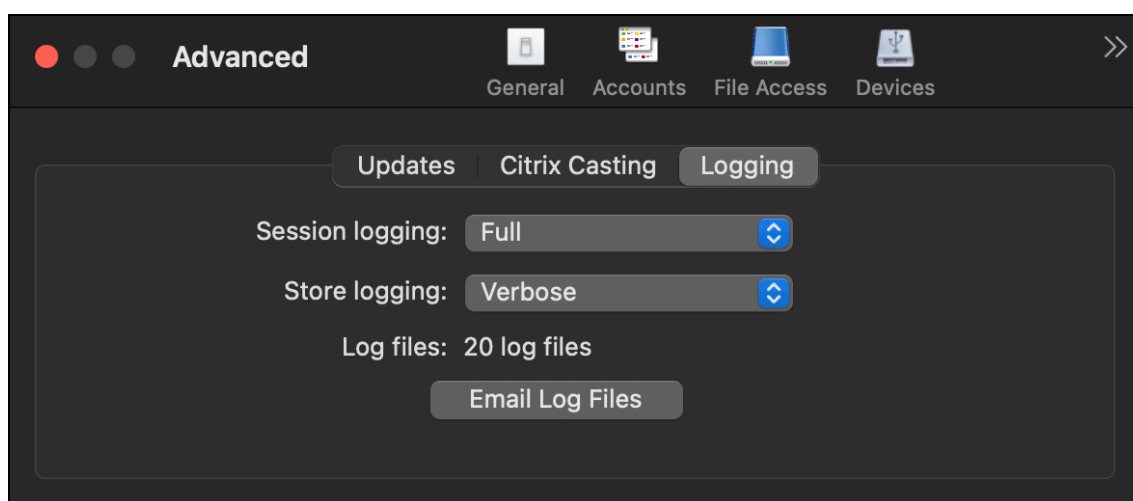 Advanced
General Accounts File Access Devices
Updates Citrix Casting Logging
Session logging: Full
Store logging: Verbose
Log files: 20 log files
Email Log Files